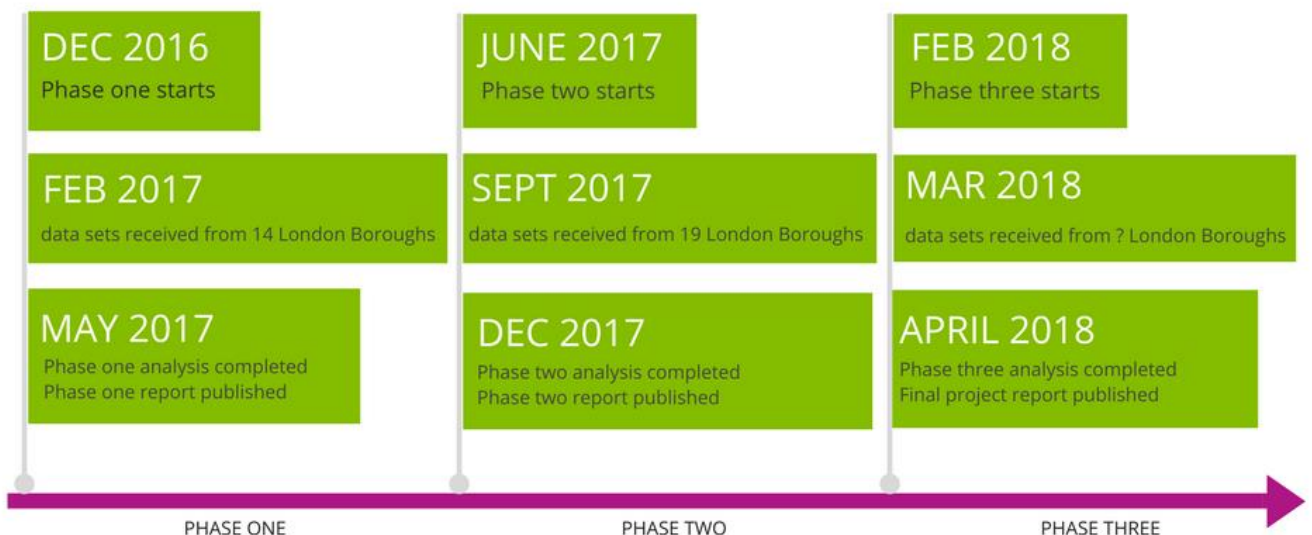 DEC 2016
Phase one starts
FEB 2017
data sets received from 14 London Boroughs
MAY 2017
Phase one analysis completed
Phase one report published
JUNE 2017
Phase two starts
SEPT 2017
data sets received from 19 London Boroughs
DEC 2017
Phase two analysis completed
Phase two report published
FEB 2018
Phase three starts
MAR 2018
data sets received from ? London Boroughs
APRIL 2018
Phase three analysis completed
Final project report published
PHASE ONE
PHASE TWO
PHASE THREE